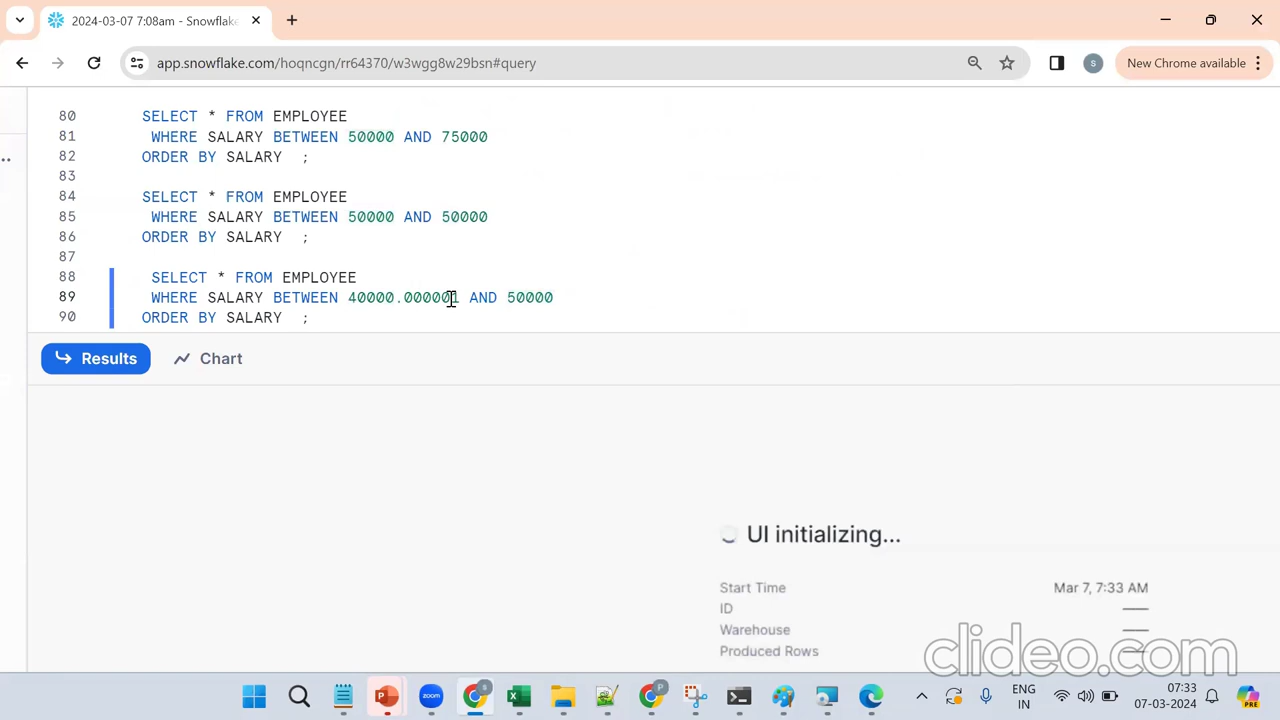 2024-03-07 7:08am - Snowflake
app.snowflake.com/hoqncgn/rr64370/w3wgg8w29bsn#query
s
New Chrome available
80 SELECT * FROM EMPLOYEE
81 WHERE SALARY BETWEEN 50000 AND 75000
82 ORDER BY SALARY ;
83
84 SELECT * FROM EMPLOYEE
85 WHERE SALARY BETWEEN 50000 AND 50000
86 ORDER BY SALARY ;
87
88 SELECT * FROM EMPLOYEE
89 WHERE SALARY BETWEEN 40000.000001 AND 50000
90 ORDER BY SALARY ;
Results
Chart
UI initializing...
Start Time Mar 7, 7:33 AM
ID
Warehouse
Produced Rows
clideo.com
zoom
ENG
IN
07:33
07-03-2024
PRE